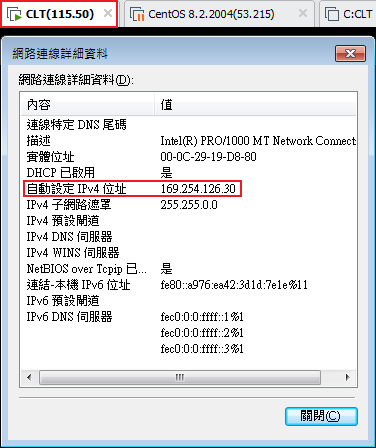 CLT(115.50)
CentOS 8.2.2004(53.215)
C:CLT
網路連線詳細資料
網路連線詳細資料(D):
內容 值
連線特定 DNS 尾碼
描述 Intel(R) PRO/1000 MT Network Connect
實體位址 00-0C-29-19-D8-80
DHCP 已啟用 是
自動設定 IPv4 位址 169.254.126.30
IPv4 子網路遮罩 255.255.0.0
IPv4 預設閘道
IPv4 DNS 伺服器
IPv4 WINS 伺服器
NetBIOS over Tcpip 已... 是
連結-本機 IPv6 位址 fe80::a976:ea42:3d1d:7e1e%11
IPv6 預設閘道
IPv6 DNS 伺服器 fec0:0:0:ffff::1%1
fec0:0:0:ffff::2%1
fec0:0:0:ffff::3%1
關閉(C)